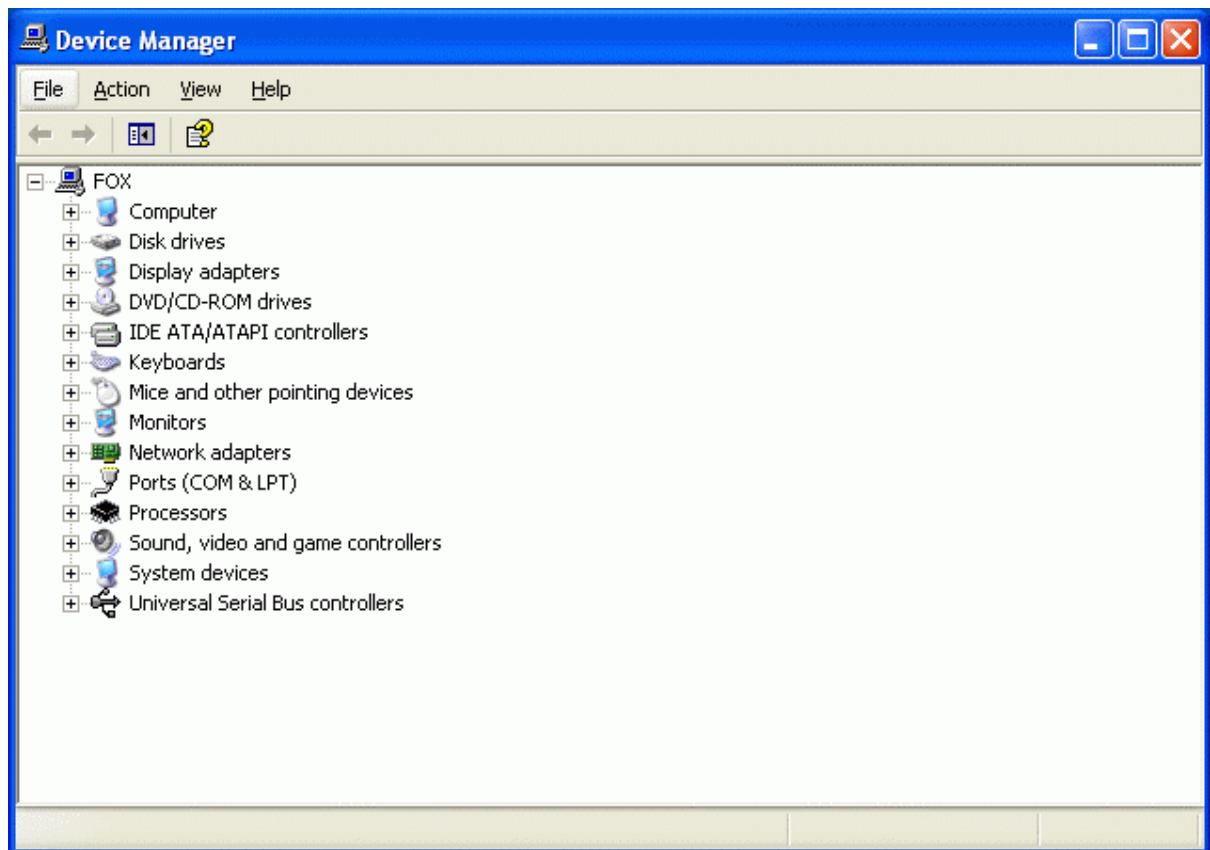 Device Manager
File Action View Help
FOX
Computer
Disk drives
Display adapters
DVD/CD-ROM drives
IDE ATA/ATAPI controllers
Keyboards
Mice and other pointing devices
Monitors
Network adapters
Ports (COM & LPT)
Processors
Sound, video and game controllers
System devices
Universal Serial Bus controllers